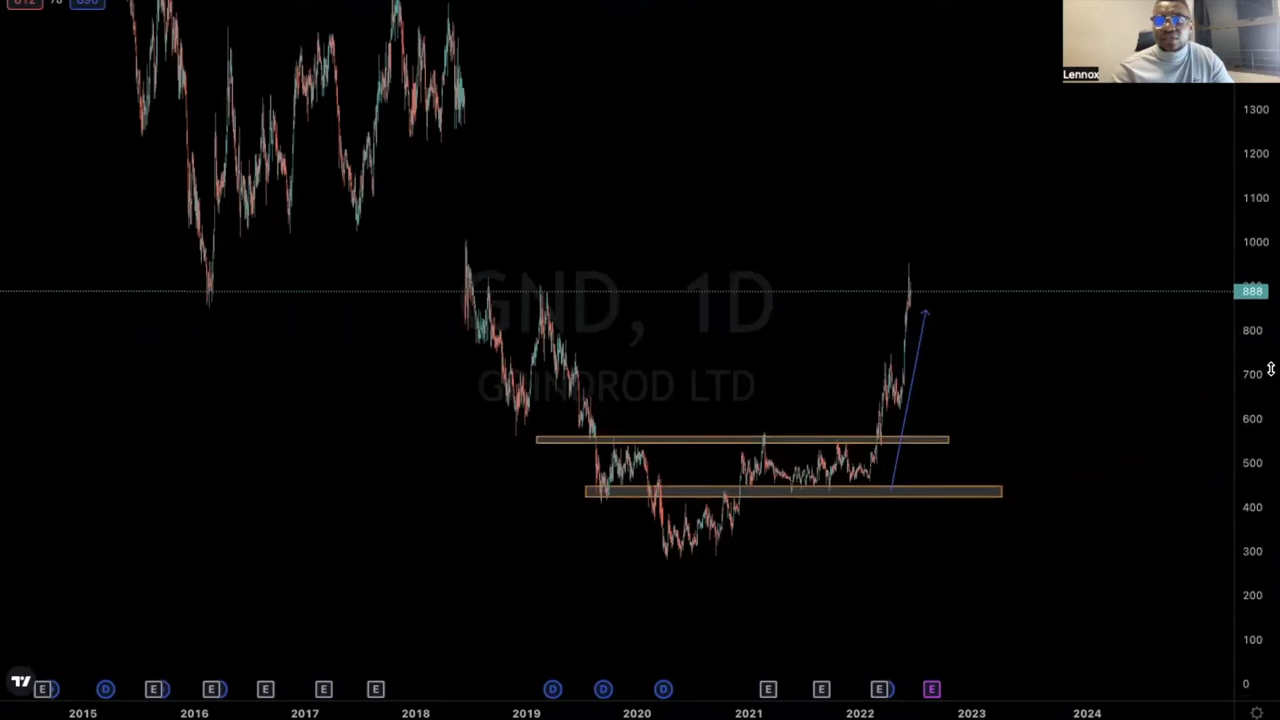 Lennox
1300
1200
1100
1000
888
800
700
600
500
400
300
200
100
0
GND, 1D
GRINDROD LTD
E
D
E
E
E
E
E
D
D
D
E
E
E
E
2015
2016
2017
2018
2019
2020
2021
2022
2023
2024